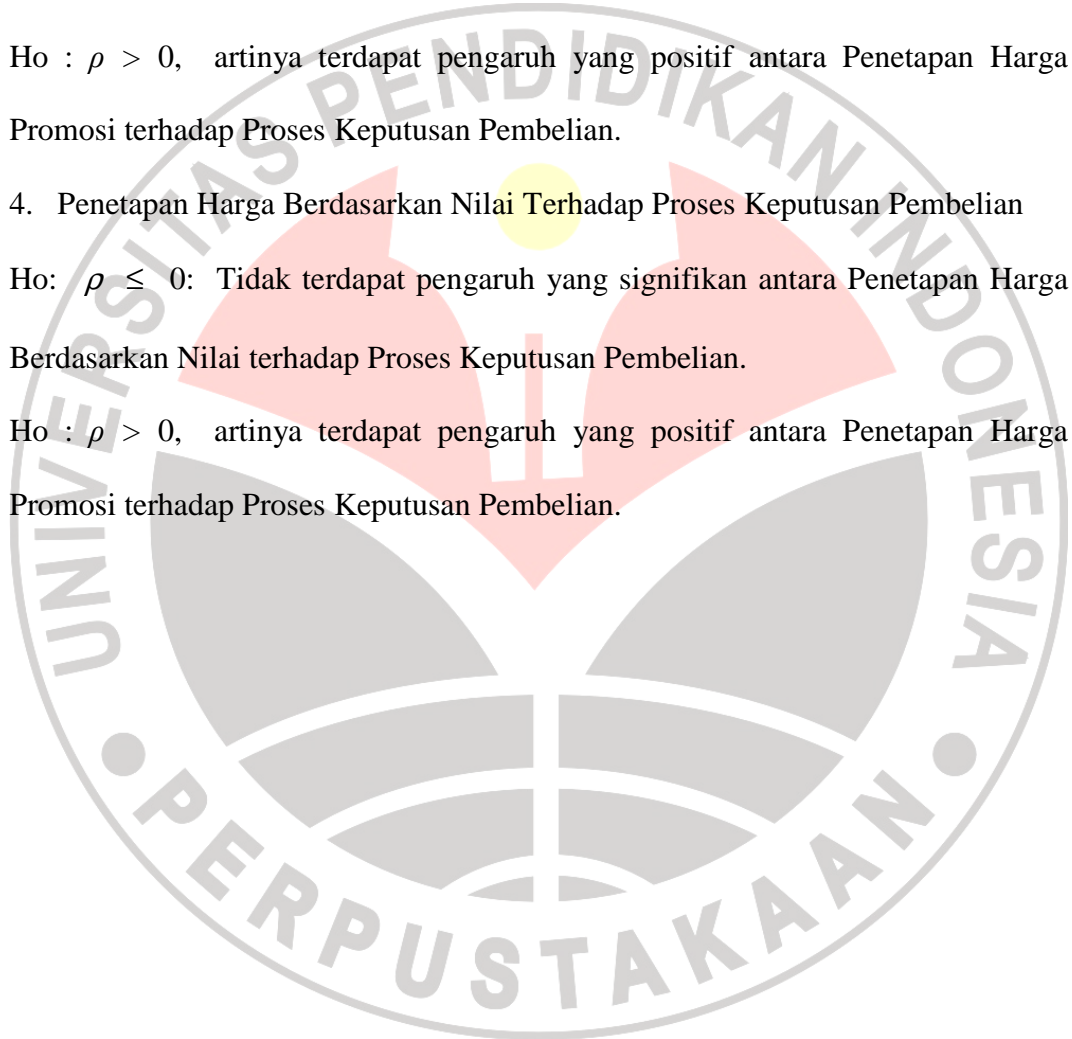 Ho : ρ > 0, artinya terdapat pengaruh yang positif antara Penetapan Harga
Promosi terhadap Proses Keputusan Pembelian.
4. Penetapan Harga Berdasarkan Nilai Terhadap Proses Keputusan Pembelian
Ho: ρ ≤ 0: Tidak terdapat pengaruh yang signifikan antara Penetapan Harga
Berdasarkan Nilai terhadap Proses Keputusan Pembelian.
Ho : ρ > 0, artinya terdapat pengaruh yang positif antara Penetapan Harga
Promosi terhadap Proses Keputusan Pembelian.
UNIVERSITAS PENDIDIKAN INDONESIA
PERPUSTAKAAN